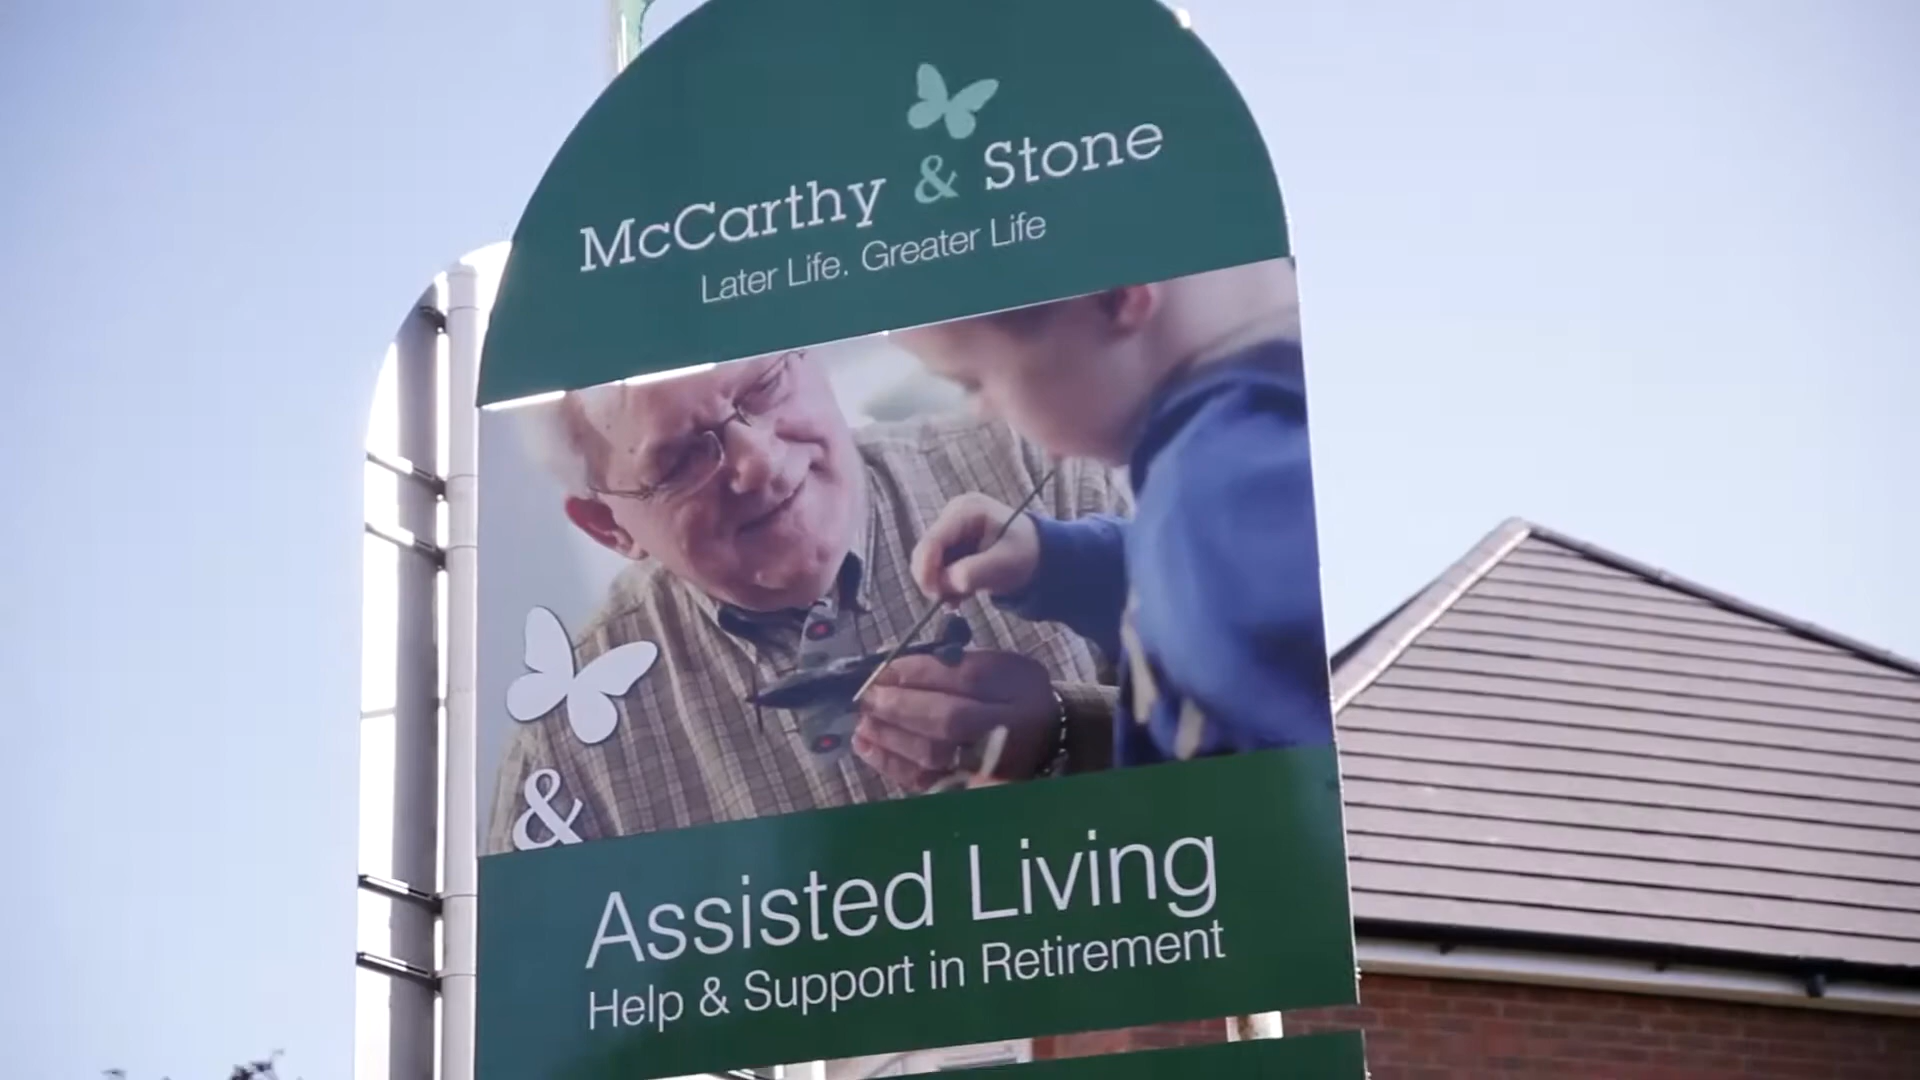 McCarthy & Stone
Later Life. Greater Life
&
Assisted Living
Help & Support in Retirement